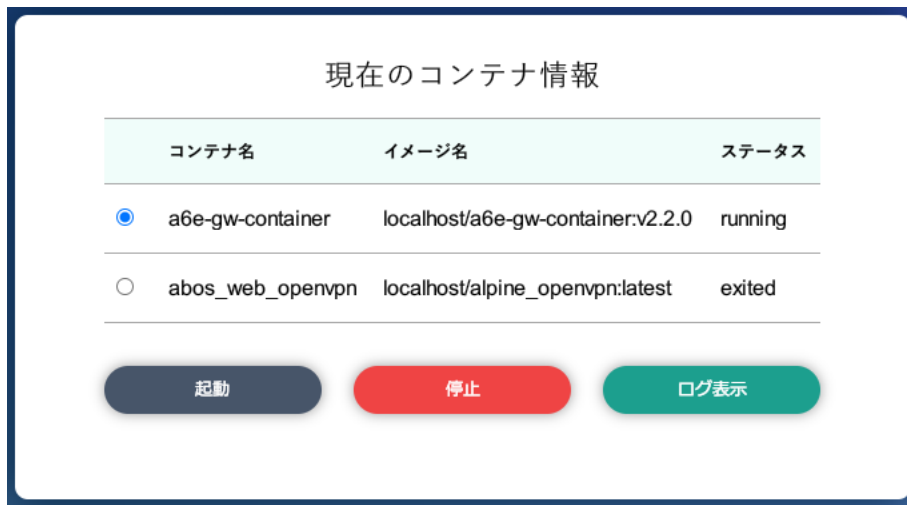 現在のコンテナ情報
コンテナ名 イメージ名 ステータス
a6e-gw-container localhost/a6e-gw-container:v2.2.0 running
abos_web_openvpn localhost/alpine_openvpn:latest exited
起動 停止 ログ表示